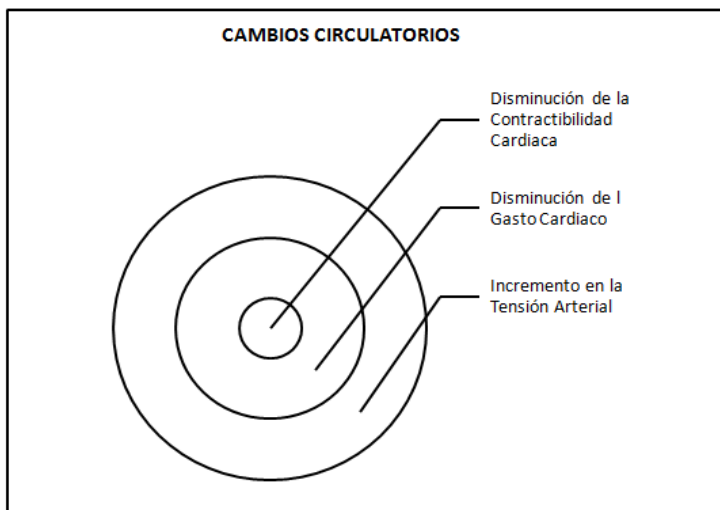 CAMBIOS CIRCULATORIOS
Disminución de la
Contractibilidad
Cardiaca
Disminución de l
Gasto Cardiaco
Incremento en la
Tensión Arterial